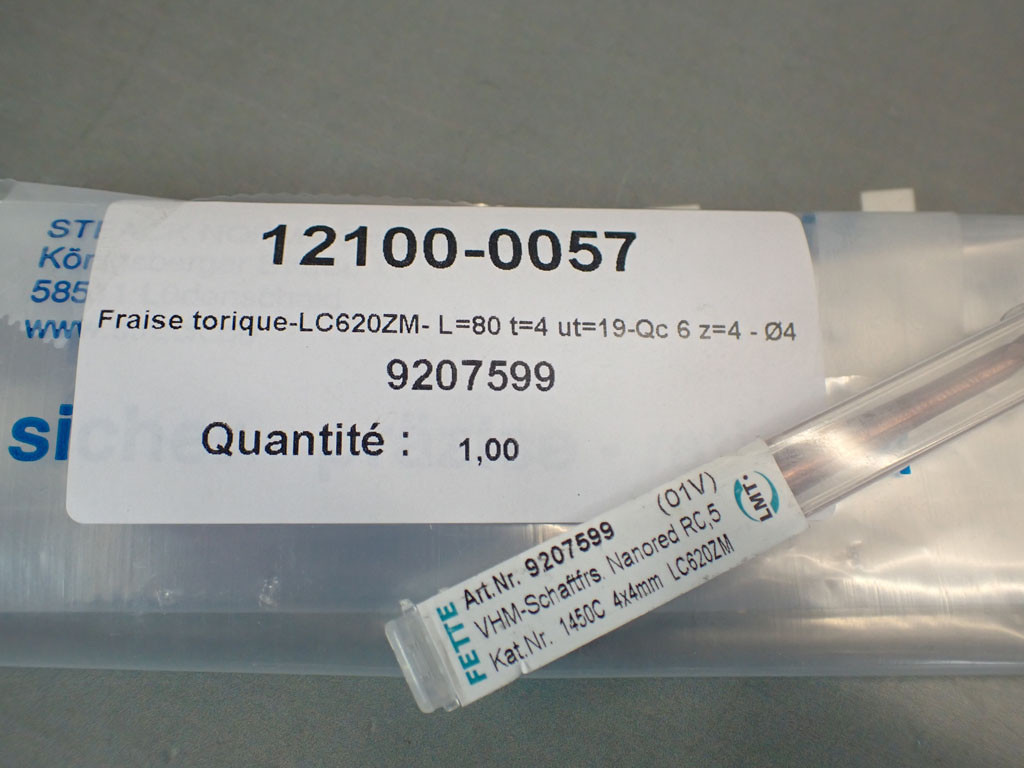 12100-0057
Fraise torique-LC620ZM- L=80 t=4 ut=19-Qc 6 z=4 - Ø4
9207599
Quantité : 1,00
FETTE
Art.Nr. 9207599 (01V)
VHM-Schaftfrs. Nanored RC,5
Kat.Nr. 1450C 4x4mm LC620ZM
LMT